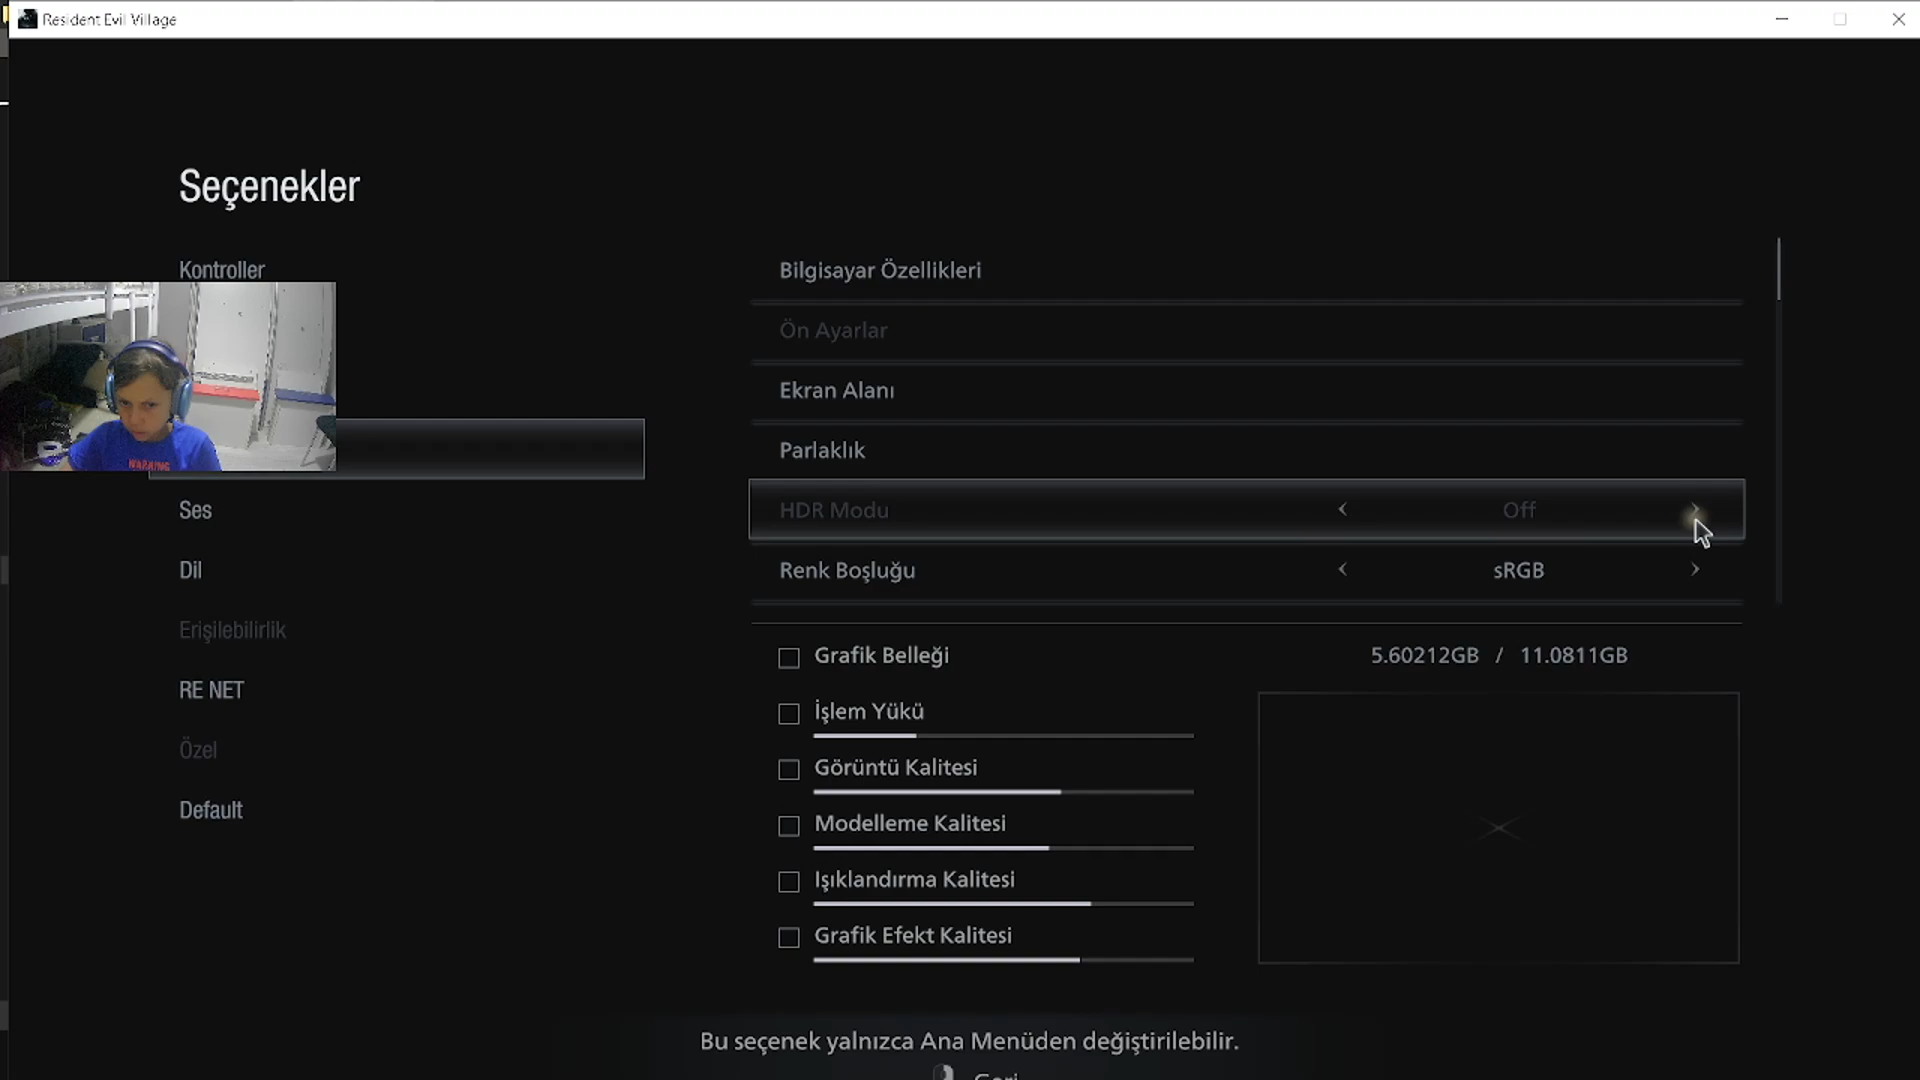 Resident Evil Village
Seçenekler
Kontroller
Ses
Dil
Erişilebilirlik
RE NET
Özel
Default
Bilgisayar Özellikleri
Ön Ayarlar
Ekran Alanı
Parlaklık
HDR Modu < Off >
Renk Boşluğu < sRGB >
Grafik Belleği 5.60212GB / 11.0811GB
İşlem Yükü
Görüntü Kalitesi
Modelleme Kalitesi
Işıklandırma Kalitesi
Grafik Efekt Kalitesi
Bu seçenek yalnızca Ana Menüden değiştirilebilir.
WARNING